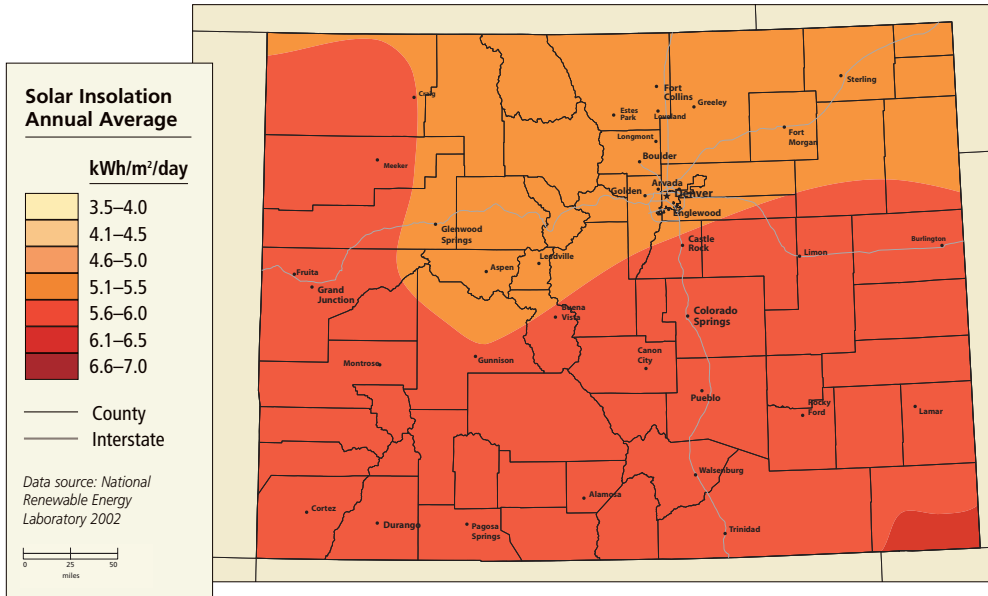 Solar Insolation
Annual Average
kWh/m²/day
3.5–4.0
4.1–4.5
4.6–5.0
5.1–5.5
5.6–6.0
6.1–6.5
6.6–7.0
County
Interstate
Data source: National
Renewable Energy
Laboratory 2002
0 25 50
miles
Craig
Meeker
Estes
Park
Fort
Collins
Loveland
Greeley
Sterling
Longmont
Fort
Morgan
Boulder
Arvada
Golden
Denver
Englewood
Glenwood
Springs
Castle
Rock
Limon
Burlington
Fruita
Grand
Junction
Aspen
Leadville
Buena
Vista
Colorado
Springs
Montrose
Gunnison
Canon
City
Pueblo
Rocky
Ford
Lamar
Walsenburg
Alamosa
Cortez
Durango
Pagosa
Springs
Trinidad